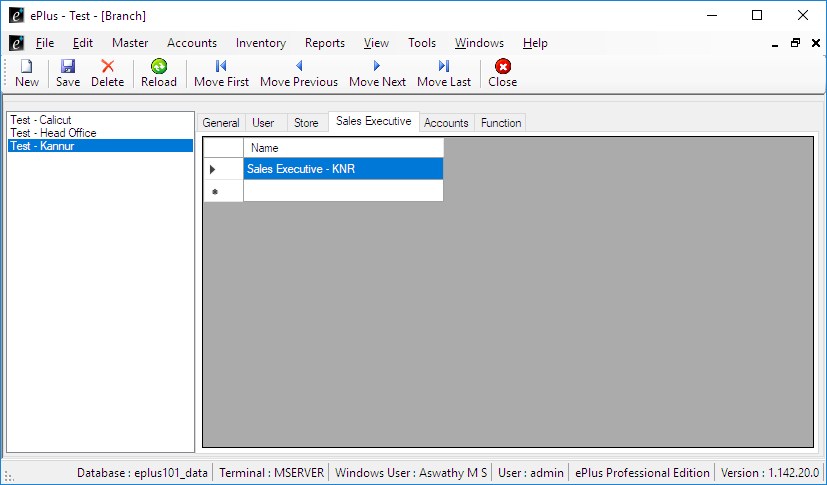 ePlus - Test - [Branch]
File Edit Master Accounts Inventory Reports View Tools Windows Help
New Save Delete Reload Move First Move Previous Move Next Move Last Close
Test - Calicut
Test - Head Office
Test - Kannur
General User Store Sales Executive Accounts Function
Name
Sales Executive - KNR
Database : eplus101_data Terminal : MSERVER Windows User : Aswathy M S User : admin ePlus Professional Edition Version : 1.142.20.0